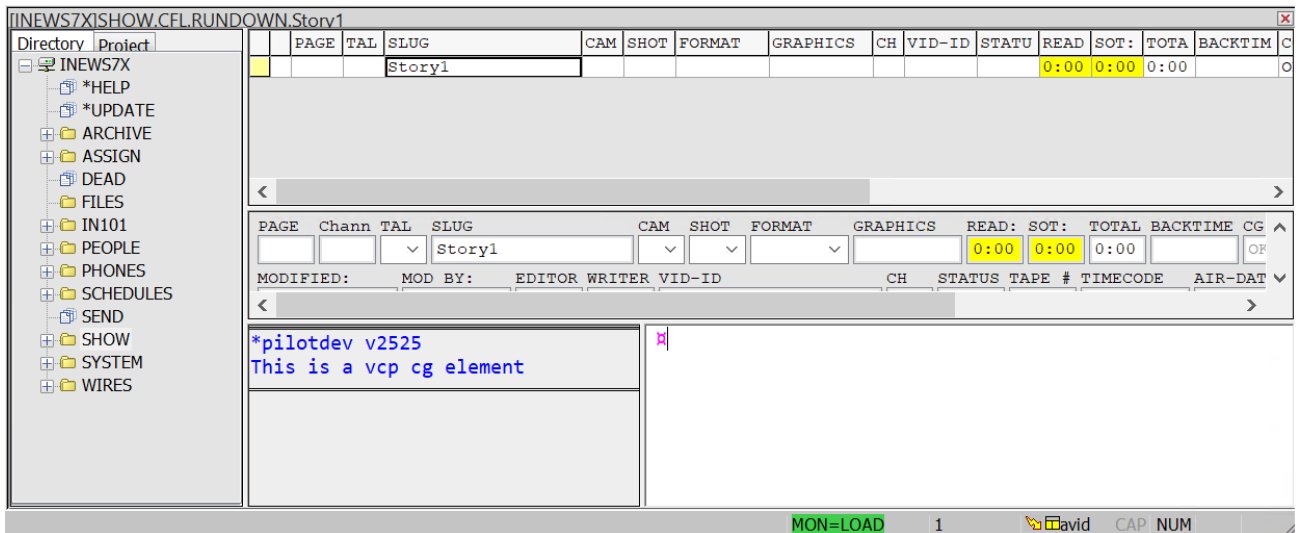 [INEWS7X]SHOW.CFL.RUNDOWN.Story1
Directory Project
INEWS7X
*HELP
*UPDATE
ARCHIVE
ASSIGN
DEAD
FILES
IN101
PEOPLE
PHONES
SCHEDULES
SEND
SHOW
SYSTEM
WIRES
PAGE TAL SLUG CAM SHOT FORMAT GRAPHICS CH VID-ID STATU READ SOT: TOTA BACKTIM C
Story1 0:00 0:00 0:00
PAGE Chann TAL SLUG CAM SHOT FORMAT GRAPHICS READ: SOT: TOTAL BACKTIME CG
Story1 0:00 0:00 0:00
MODIFIED: MOD BY: EDITOR WRITER VID-ID CH STATUS TAPE # TIMECODE AIR-DAT
*pilotdev v2525
This is a vcp cg element
¤
MON=LOAD 1 avid CAP NUM